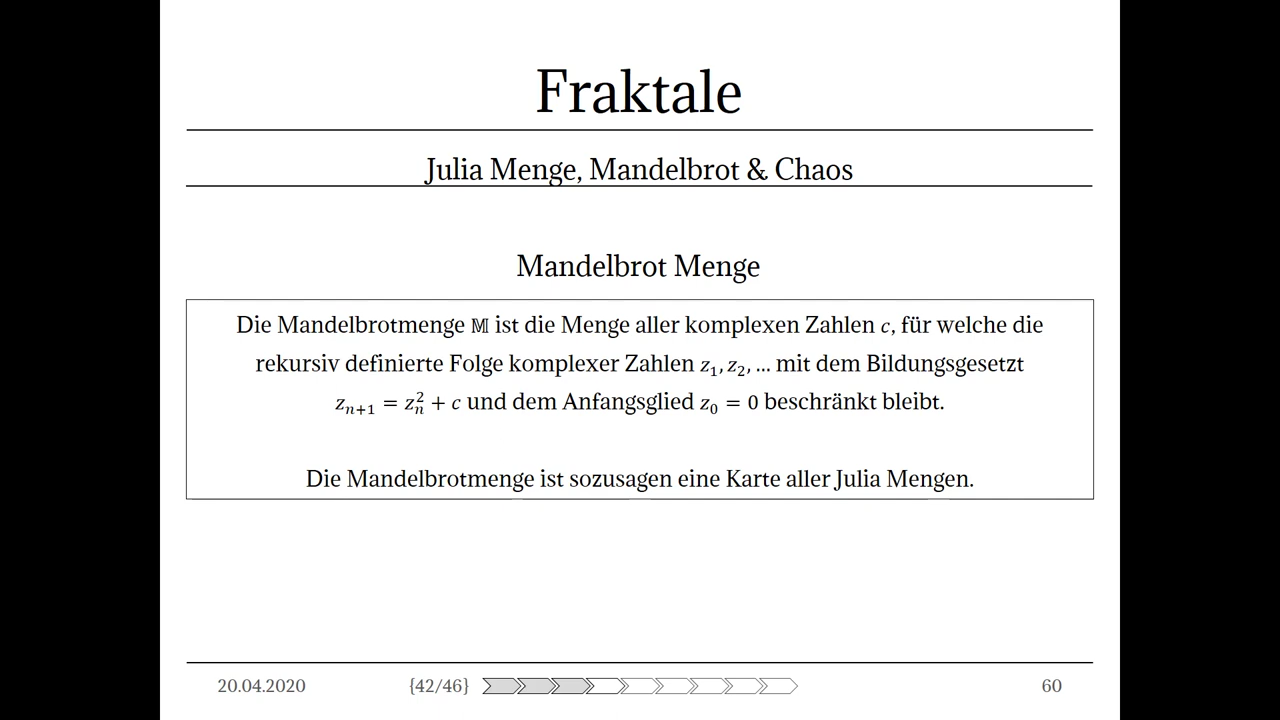 Fraktale
Julia Menge, Mandelbrot & Chaos
Mandelbrot Menge
Die Mandelbrotmenge 𝕄 ist die Menge aller komplexen Zahlen c, für welche die
rekursiv definierte Folge komplexer Zahlen z₁, z₂, ... mit dem Bildungsgesetzt
zₙ₊₁ = zₙ² + c und dem Anfangsglied z₀ = 0 beschränkt bleibt.
Die Mandelbrotmenge ist sozusagen eine Karte aller Julia Mengen.
20.04.2020 {42/46} 60